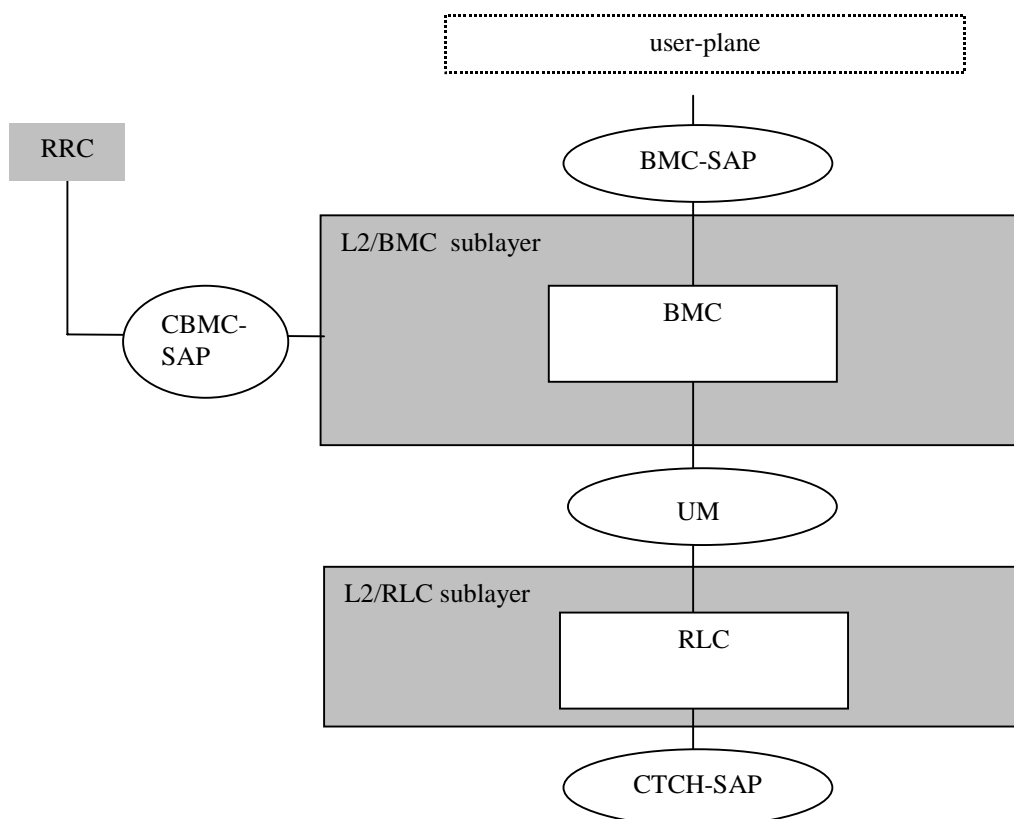 user-plane
RRC
BMC-SAP
L2/BMC sublayer
BMC
CBMC-
SAP
UM
L2/RLC sublayer
RLC
CTCH-SAP